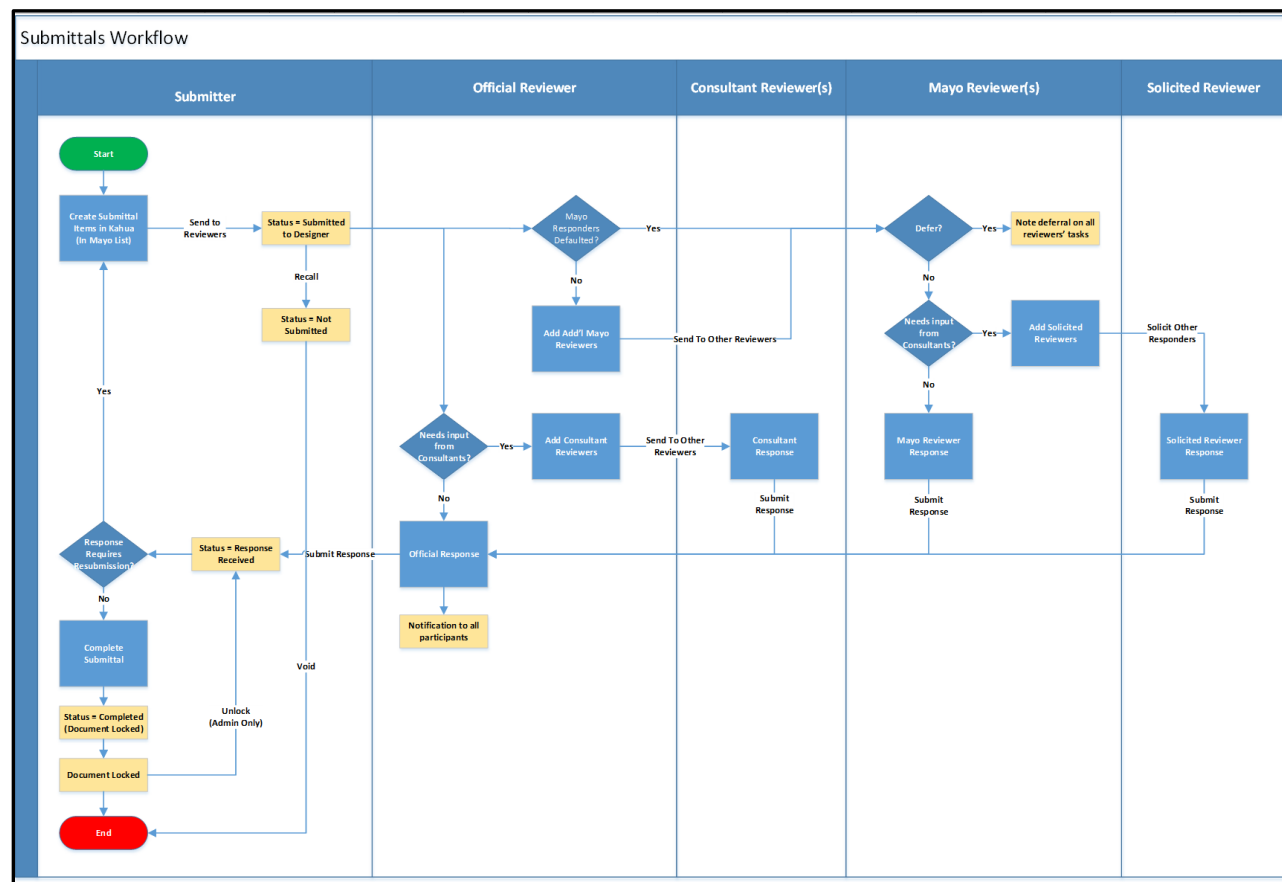 Submittals Workflow
Submitter
Official Reviewer
Consultant Reviewer(s)
Mayo Reviewer(s)
Solicited Reviewer
Start
Create Submittal
Items in Kahua
(In Mayo List)
Send to
Reviewers
Status = Submitted
to Designer
Mayo
Responders
Defaulted?
Yes
Defer?
Yes
Note deferral on all
reviewers' tasks
Recall
No
No
Status = Not
Submitted
Add Add'l Mayo
Reviewers
Send To Other Reviewers
Needs input
from
Consultants?
Yes
Add Solicited
Reviewers
Solicit Other
Responders
Yes
No
Needs input
from
Consultants?
Yes
Add Consultant
Reviewers
Send To Other
Reviewers
Consultant
Response
Mayo Reviewer
Response
Solicited Reviewer
Response
No
Submit
Response
Submit
Response
Submit
Response
Response
Requires
Resubmission?
Status = Response
Received
Submit Response
Official Response
No
Notification to all
participants
Complete
Submittal
Void
Unlock
(Admin Only)
Status = Completed
(Document Locked)
Document Locked
End